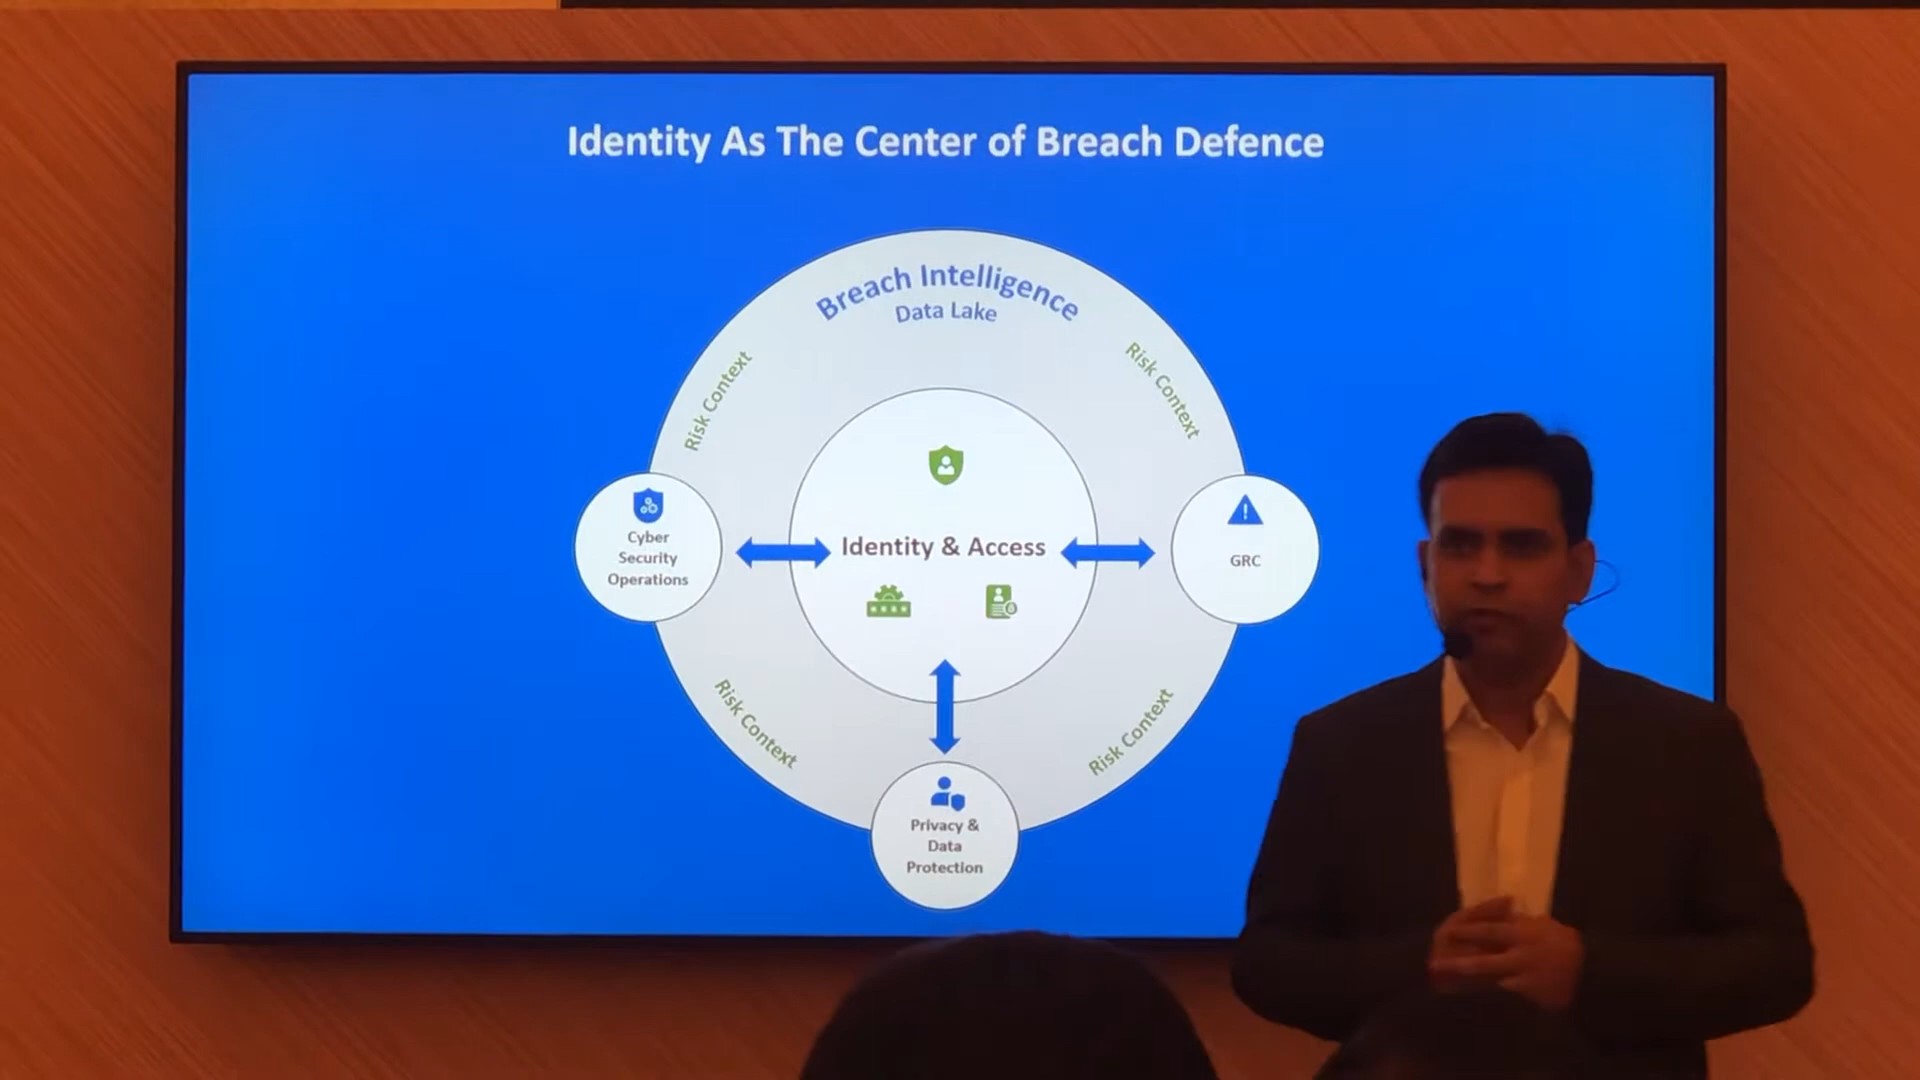 Identity As The Center of Breach Defence
Breach Intelligence
Data Lake
Risk Context
Risk Context
Cyber
Security
Operations
Identity & Access
GRC
Risk Context
Risk Context
Privacy &
Data
Protection